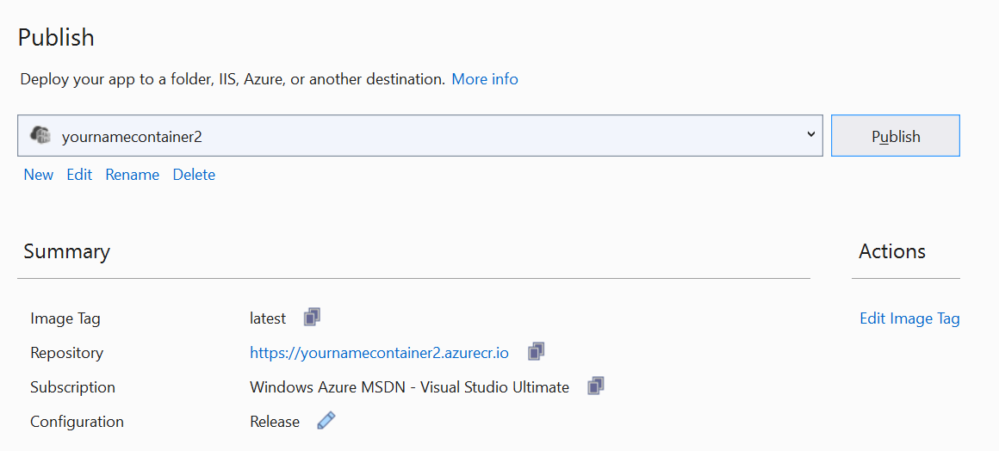 Publish
Deploy your app to a folder, IIS, Azure, or another destination. More info
yournamecontainer2 Publish
New Edit Rename Delete
Summary Actions
Image Tag latest Edit Image Tag
Repository https://yournamecontainer2.azurecr.io
Subscription Windows Azure MSDN - Visual Studio Ultimate
Configuration Release